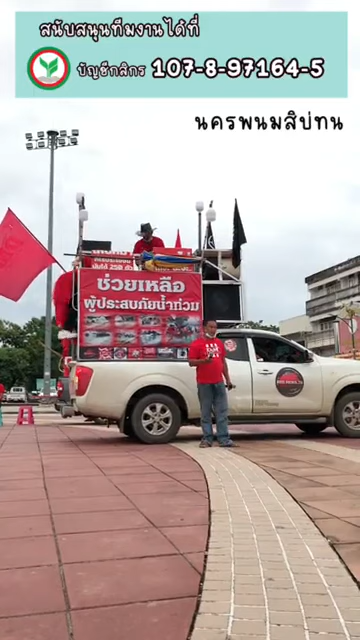 สนับสนุนทีมงานได้ที่
บัญชีกสิกร 107-8-97164-5
นครพนมสิบ่ทน
ช่วยเหลือ
ผู้ประสบภัยน้ำท่วม